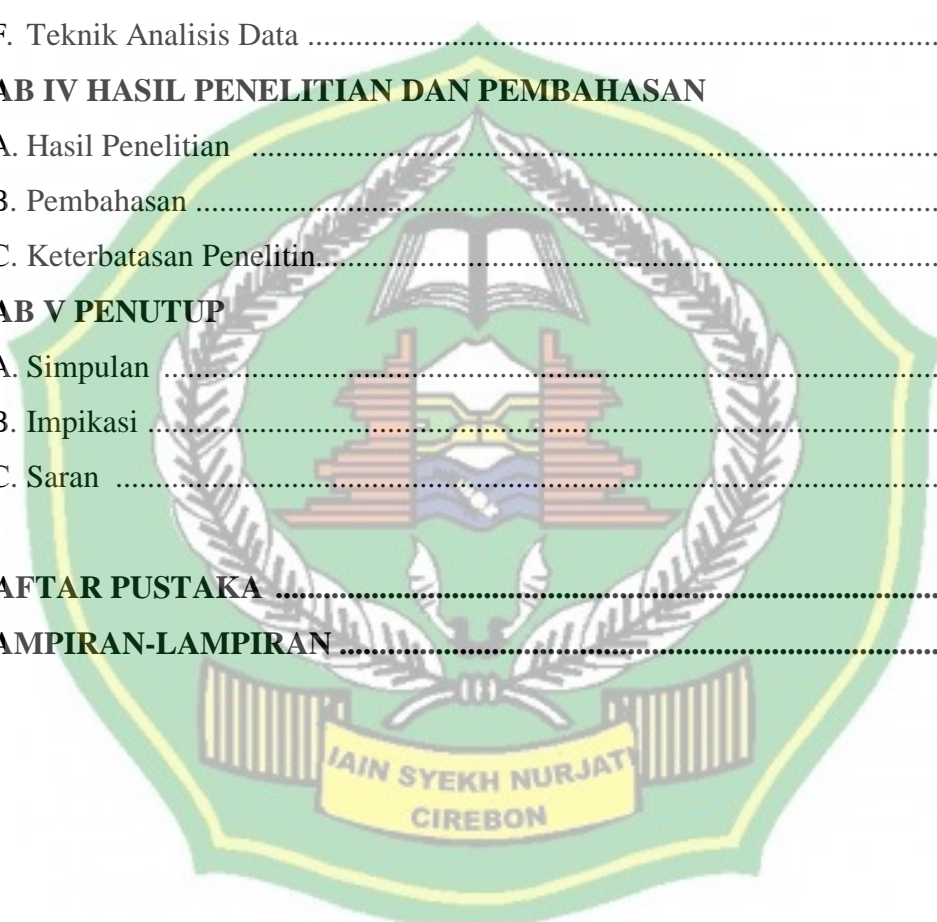 F. Teknik Analisis Data ....................................................................
AB IV HASIL PENELITIAN DAN PEMBAHASAN
A. Hasil Penelitian ..........................................................................
B. Pembahasan ...............................................................................
C. Keterbatasan Penelitin..................................................................
AB V PENUTUP
A. Simpulan ...................................................................................
B. Impikasi .....................................................................................
C. Saran ........................................................................................
AFTAR PUSTAKA ......................................................................
AMPIRAN-LAMPIRAN ...............................................................
IAIN SYEKH NURJATI
CIREBON